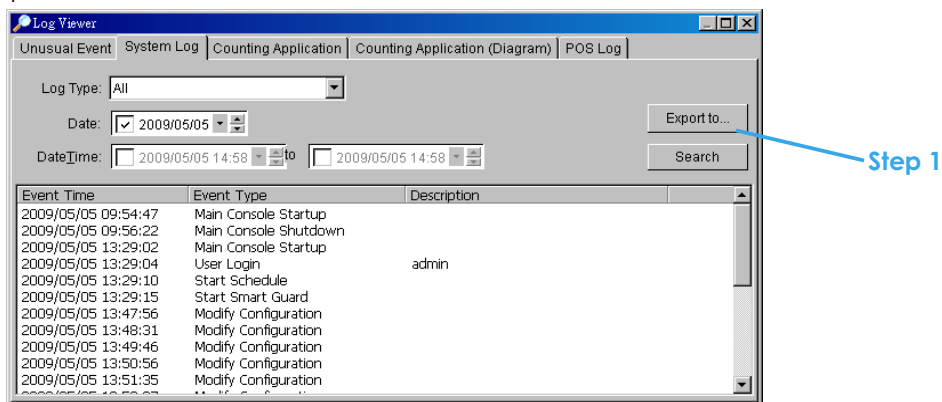 Log Viewer
Unusual Event System Log Counting Application Counting Application (Diagram) POS Log
Log Type: All
Date: 2009/05/05
Export to...
DateTime: 2009/05/05 14:58 to 2009/05/05 14:58
Search
Step 1
Event Time Event Type Description
2009/05/05 09:54:47 Main Console Startup
2009/05/05 09:56:22 Main Console Shutdown
2009/05/05 13:29:02 Main Console Startup
2009/05/05 13:29:04 User Login admin
2009/05/05 13:29:10 Start Schedule
2009/05/05 13:29:15 Start Smart Guard
2009/05/05 13:47:56 Modify Configuration
2009/05/05 13:48:31 Modify Configuration
2009/05/05 13:49:46 Modify Configuration
2009/05/05 13:50:56 Modify Configuration
2009/05/05 13:51:35 Modify Configuration